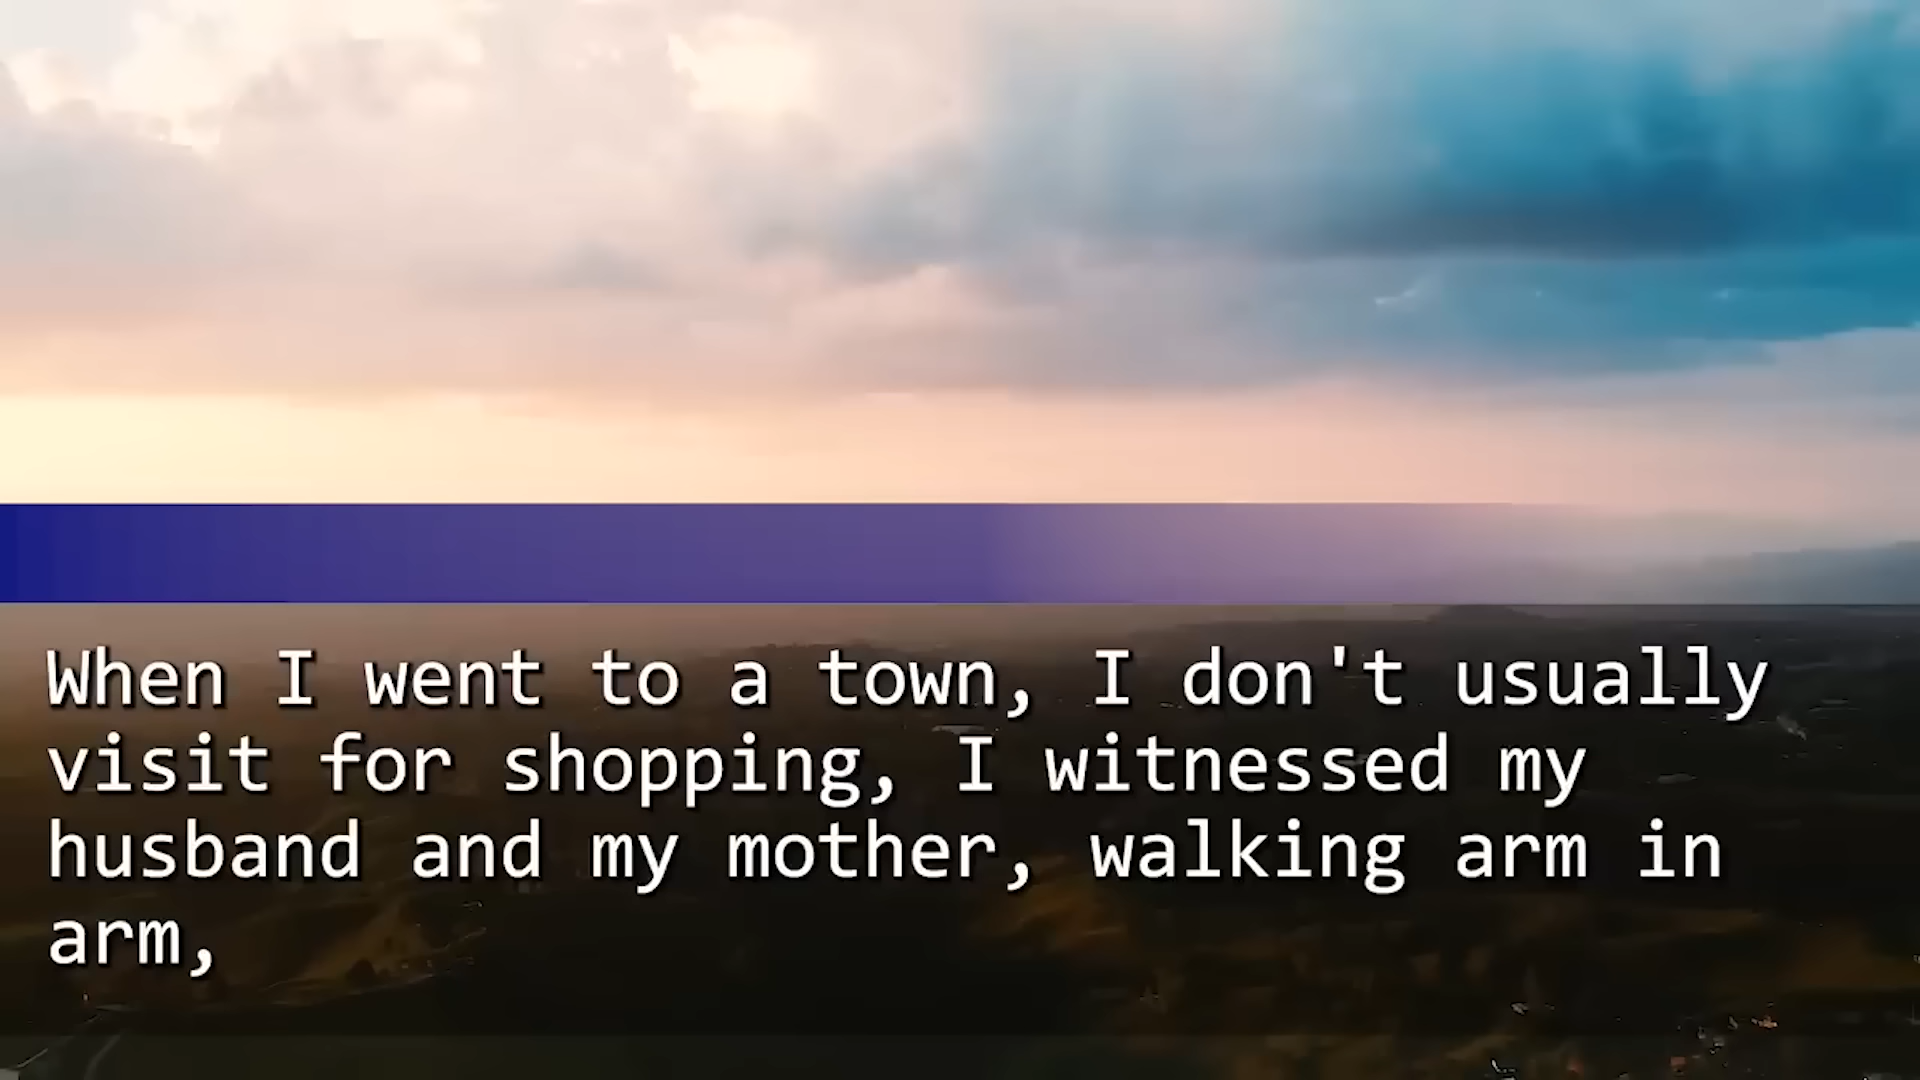 When I went to a town, I don't usually
visit for shopping, I witnessed my
husband and my mother, walking arm in
arm,